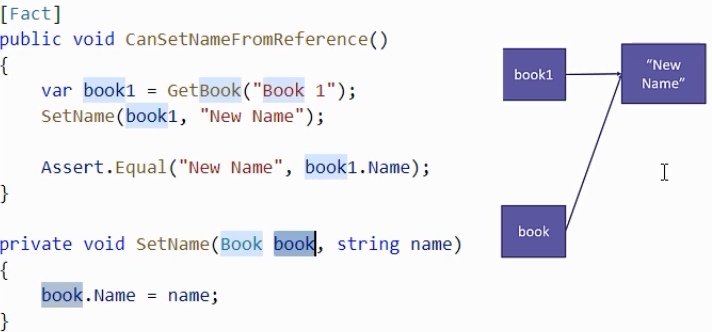 [Fact]
public void CanSetNameFromReference()
{
    var book1 = GetBook("Book 1");
    SetName(book1, "New Name");
    Assert.Equal("New Name", book1.Name);
}
private void SetName(Book book, string name)
{
    book.Name = name;
}
book1
“New
Name”
book